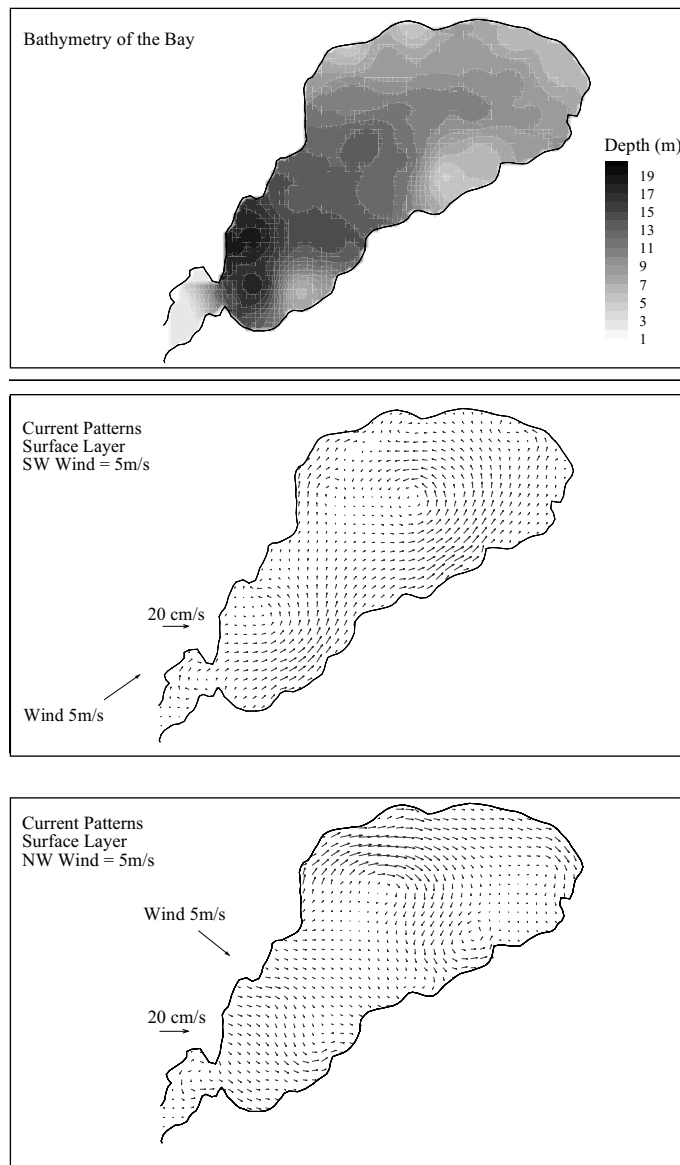 Bathymetry of the Bay
Depth (m)
19
17
15
13
11
9
7
5
3
1
Current Patterns
Surface Layer
SW Wind = 5m/s
20 cm/s
Wind 5m/s
Current Patterns
Surface Layer
NW Wind = 5m/s
Wind 5m/s
20 cm/s